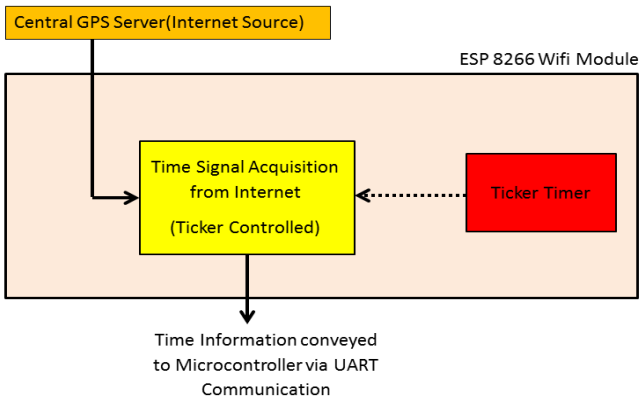 Central GPS Server(Internet Source)
ESP 8266 Wifi Module
Time Signal Acquisition
from Internet
(Ticker Controlled)
Ticker Timer
Time Information conveyed
to Microcontroller via UART
Communication